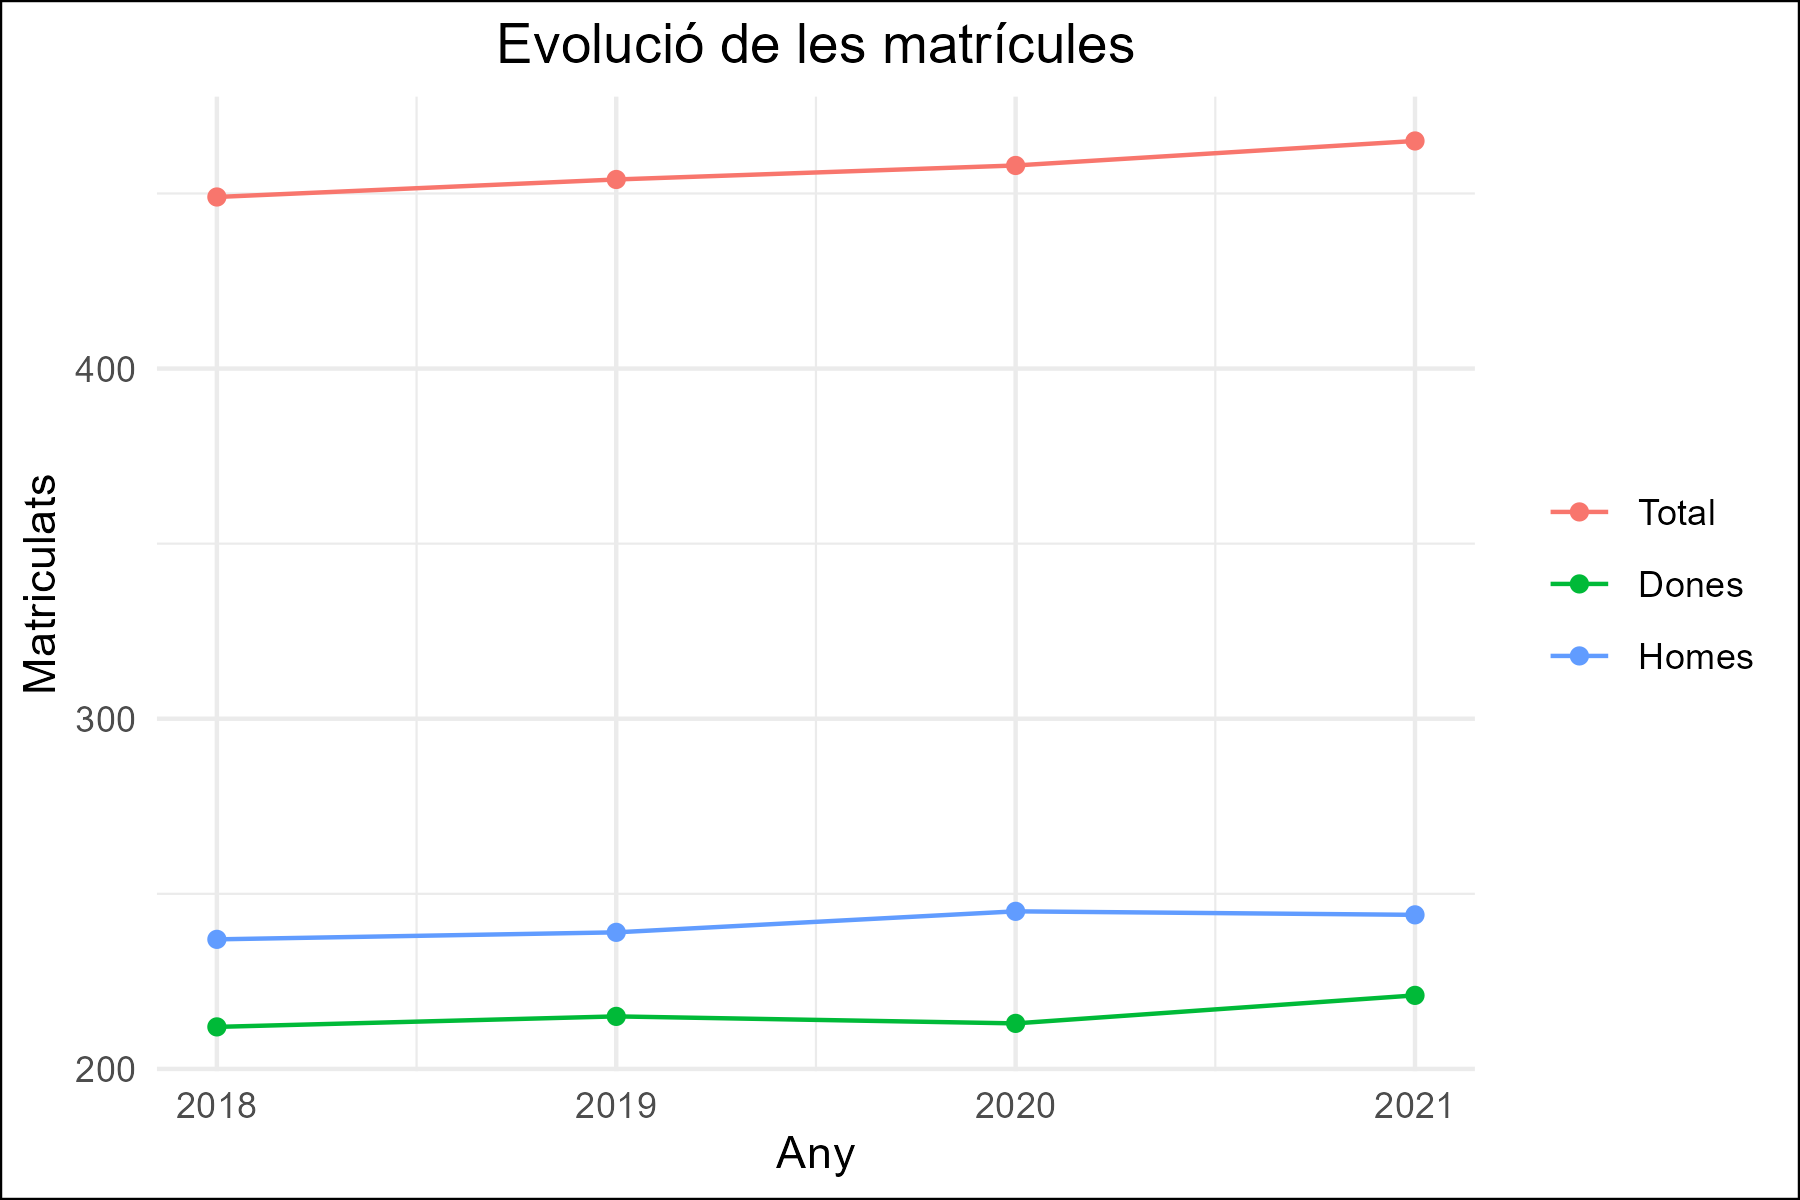 Evolució de les matrícules
Matriculats
400
300
200
2018 2019 2020 2021
Any
Total
Dones
Homes